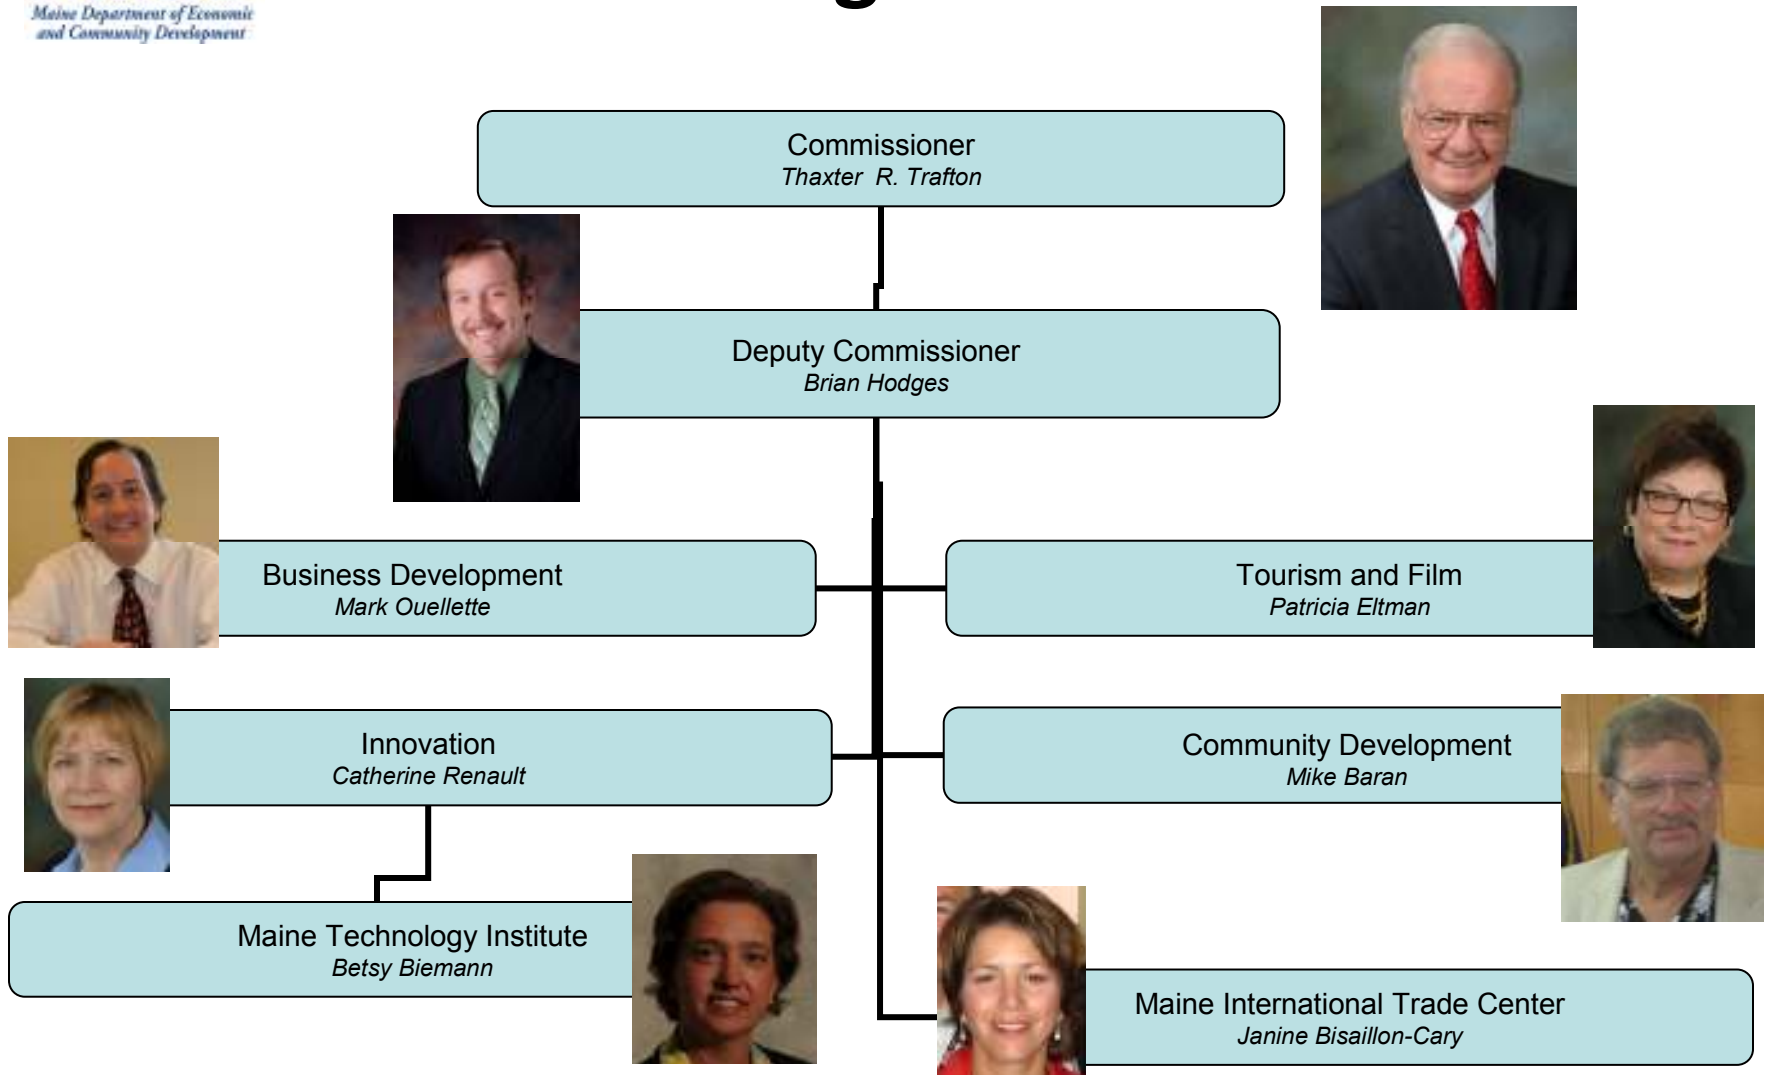 Maine Department of Economic
and Community Development
g
Commissioner
Thaxter R. Trafton
Deputy Commissioner
Brian Hodges
Business Development
Mark Ouellette
Tourism and Film
Patricia Eltman
Innovation
Catherine Renault
Community Development
Mike Baran
Maine Technology Institute
Betsy Biemann
Maine International Trade Center
Janine Bisaillon-Cary